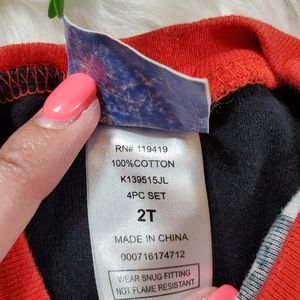 RN# 119419
100%COTTON
K139515JL
4PC SET
2T
MADE IN CHINA
000716174712
WEAR SNUG FITTING
NOT FLAME RESISTANT